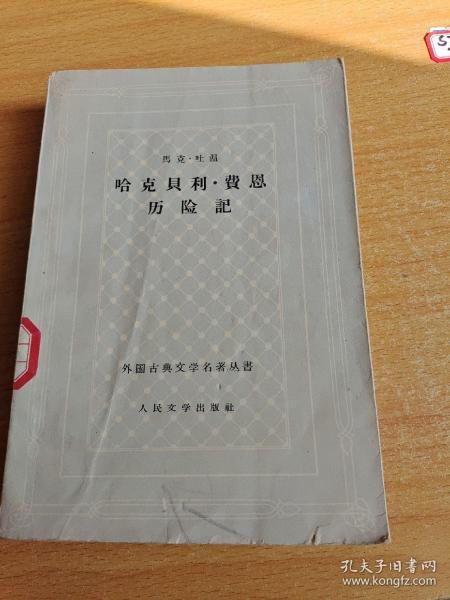 馬克·吐温
哈克貝利·費恩
历险記
外國古典文学名著丛書
人民文学出版社
孔夫子旧书网
www.kongfz.com